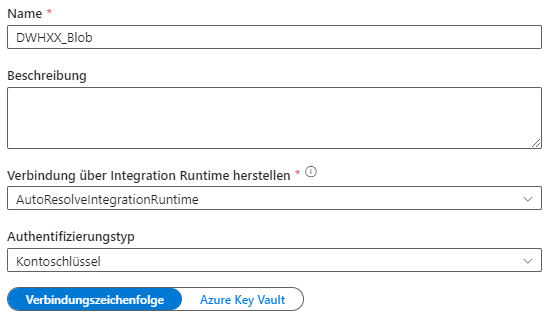 Name *
DWHXX_Blob
Beschreibung
Verbindung über Integration Runtime herstellen *
AutoResolveIntegrationRuntime
Authentifizierungstyp
Kontoschlüssel
Verbindungszeichenfolge Azure Key Vault